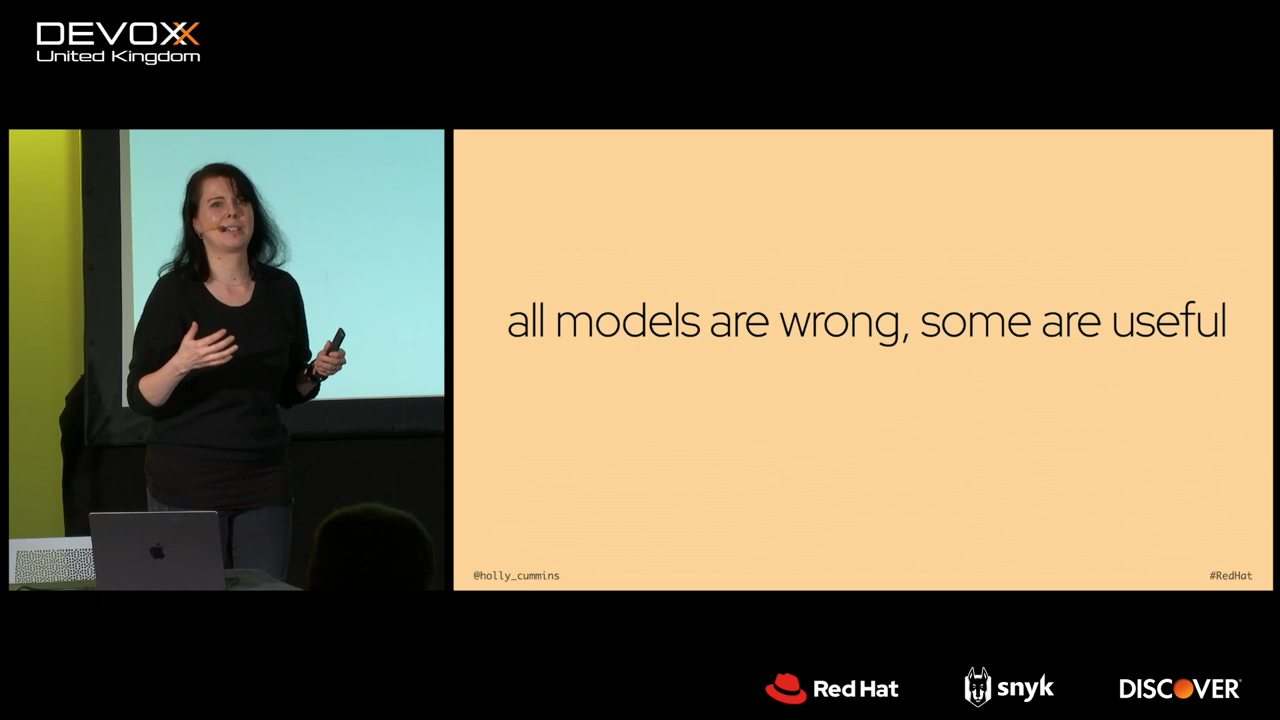 DEVOXX
United Kingdom
all models are wrong, some are useful
@holly_cummins
#RedHat
Red Hat
snyk
DISCOVER